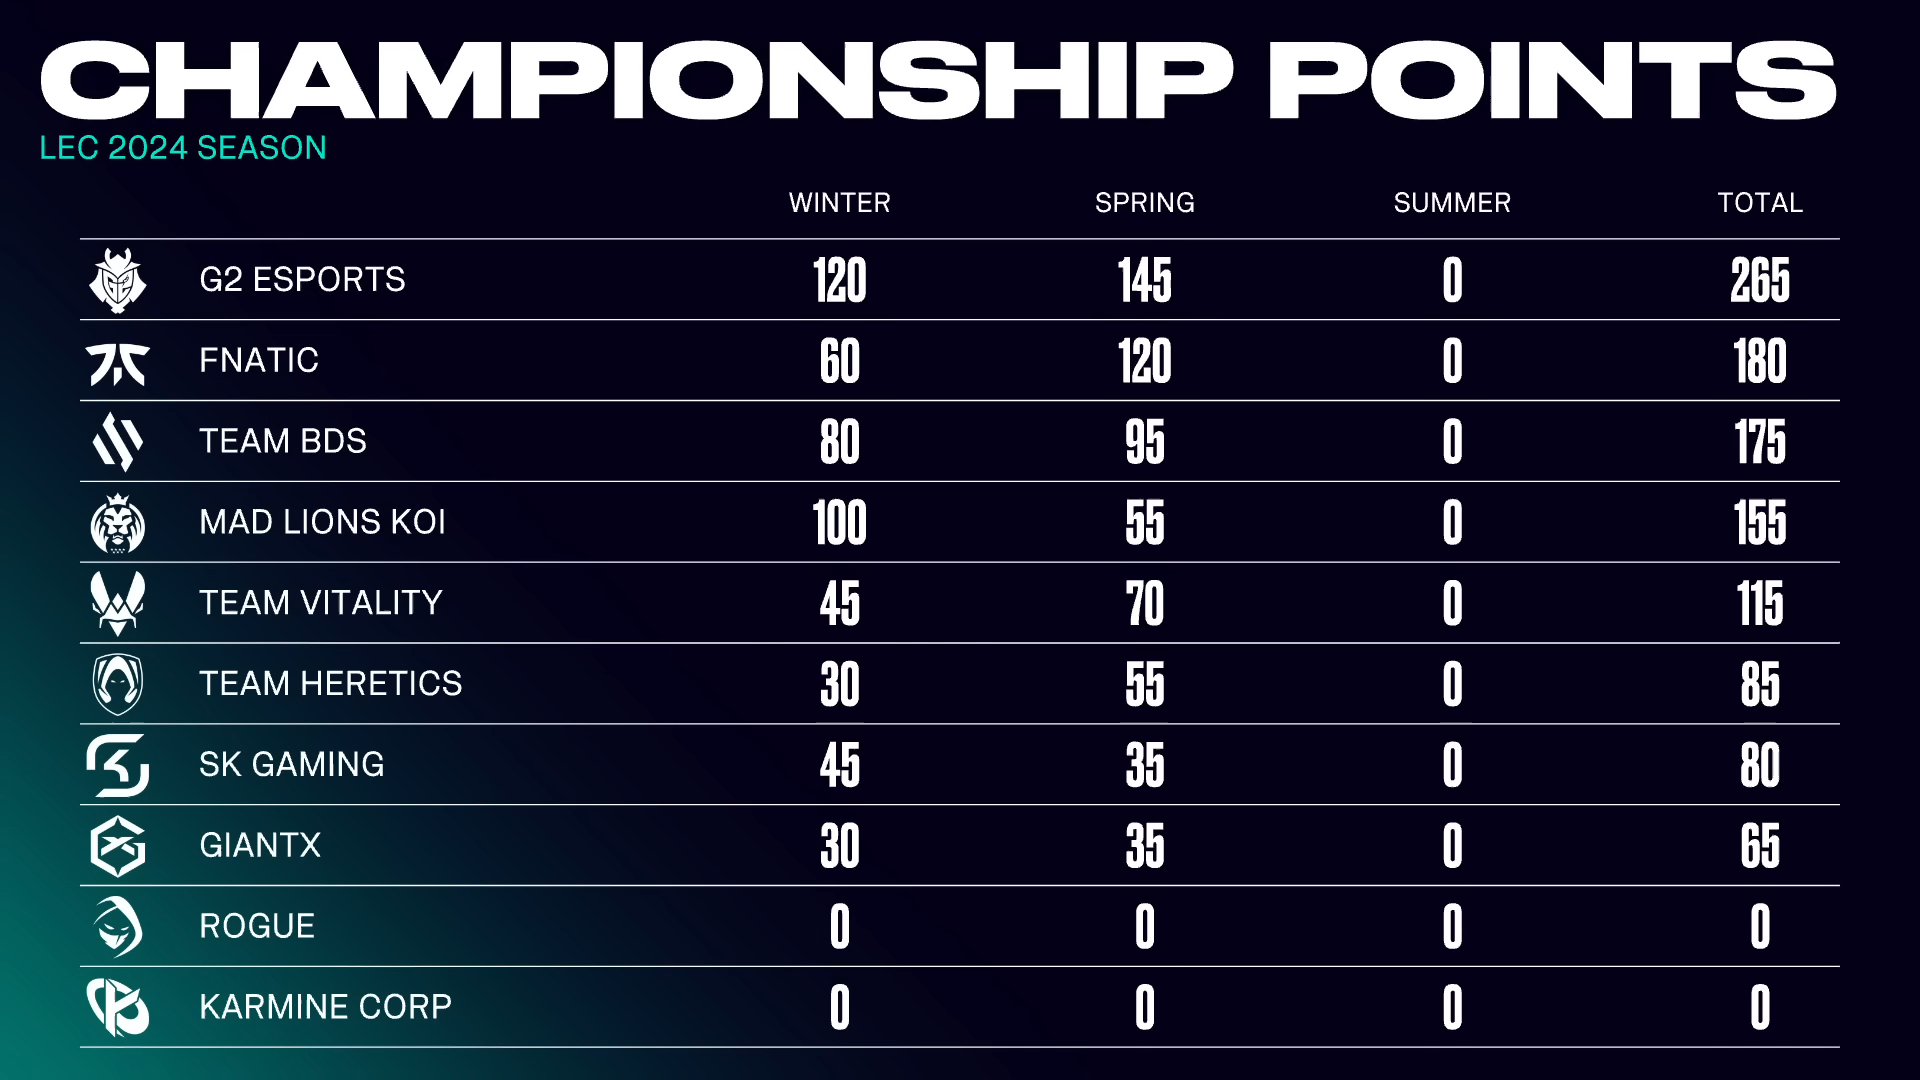 CHAMPIONSHIP POINTS
LEC 2024 SEASON
WINTER SPRING SUMMER TOTAL
G2 ESPORTS 120 145 0 265
FNATIC 60 120 0 180
TEAM BDS 80 95 0 175
MAD LIONS KOI 100 55 0 155
TEAM VITALITY 45 70 0 115
TEAM HERETICS 30 55 0 85
SK GAMING 45 35 0 80
GIANTX 30 35 0 65
ROGUE 0 0 0 0
KARMINE CORP 0 0 0 0